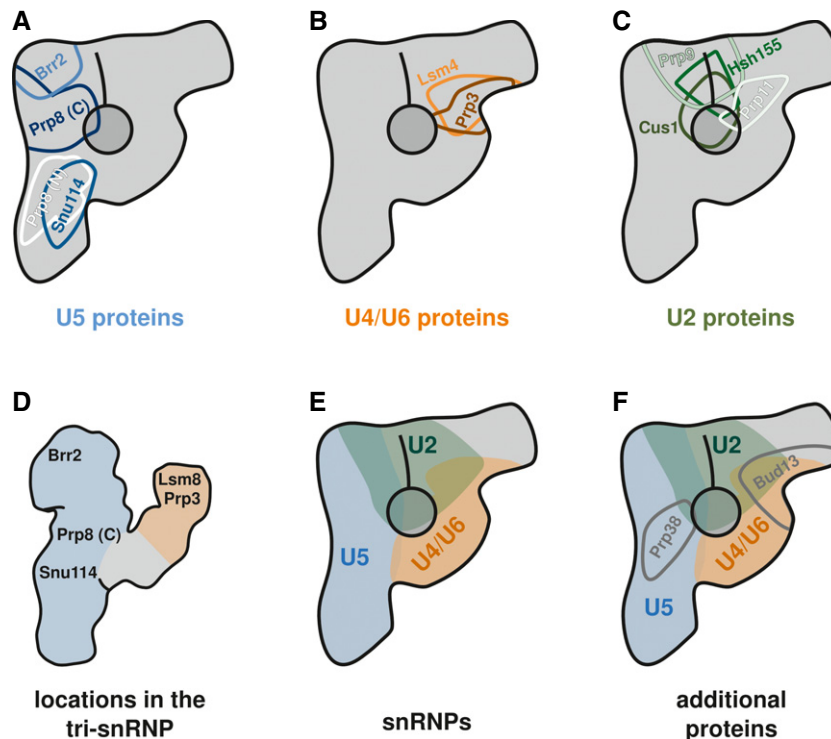 A
Brr2
Prp8 (C)
Prp8 (N)
Snu114
U5 proteins
B
Lsm4
Prp3
U4/U6 proteins
C
Prp9
Hsh155
Prp11
Cus1
U2 proteins
D
Brr2
Lsm8
Prp3
Prp8 (C)
Snu114
locations in the
tri-snRNP
E
U2
U5
U4/U6
snRNPs
F
U2
Bud13
Prp38
U4/U6
U5
additional
proteins